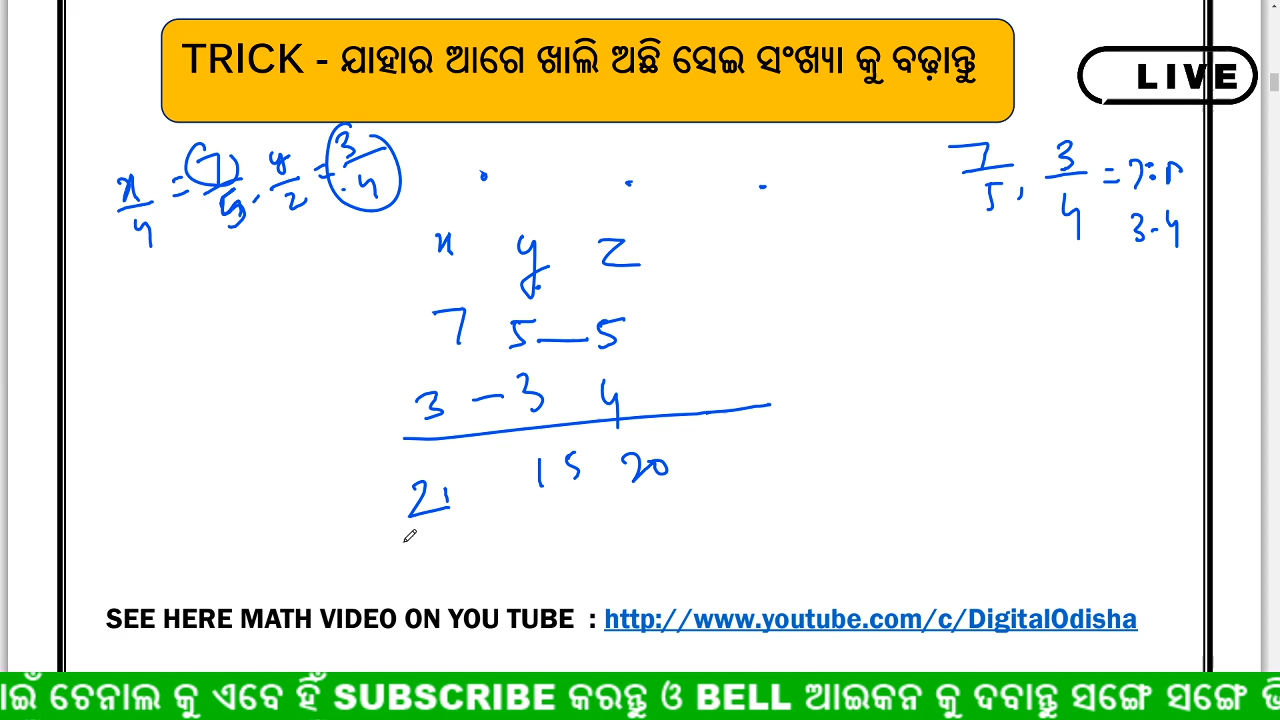 TRICK - ଯାହାର ଆଗେ ଖାଲି ଅଛି ସେଇ ସଂଖ୍ୟା କୁ ବଢ଼ାନ୍ତୁ
LIVE
x/4 = 7/5, y/2 = 3/4
7/5, 3/4 = 7:5
3-4
x y z
7 5 — 5
3 - 3 4
21 15 20
SEE HERE MATH VIDEO ON YOU TUBE : http://www.youtube.com/c/DigitalOdisha
ଚେନାଲ କୁ ଏବେ ହିଁ SUBSCRIBE କରନ୍ତୁ ଓ BELL ଆଇକନ କୁ ଦବାନ୍ତୁ ସଙ୍ଗେ ସଙ୍ଗେ